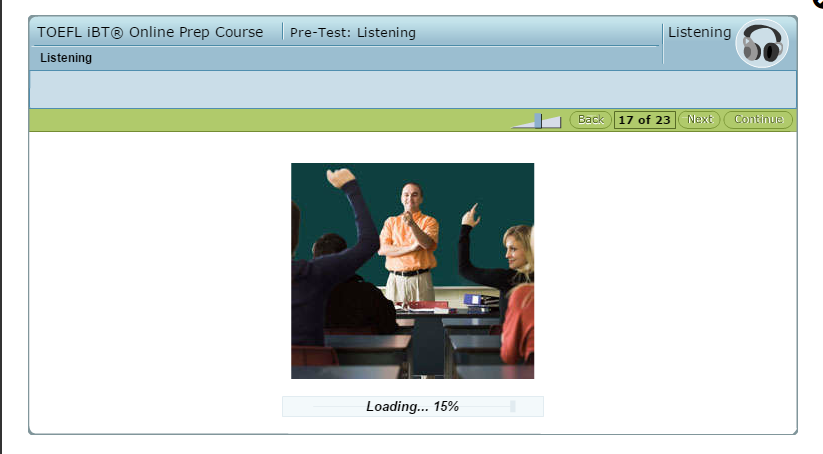 TOEFL iBT® Online Prep Course Pre-Test: Listening Listening
Listening
Back 17 of 23 Next Continue
Loading... 15%